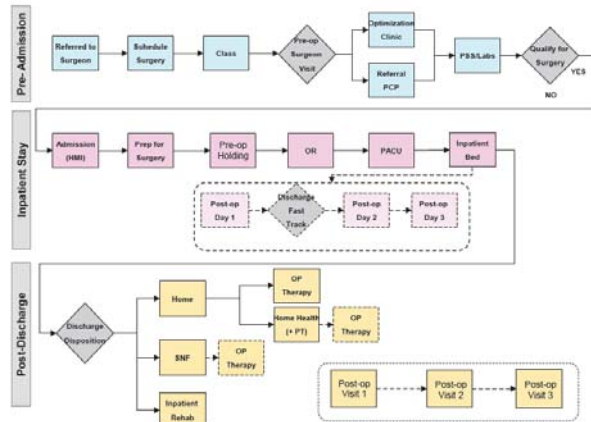 Pre- Admission
Referred to
Surgeon
Schedule
Surgery
Class
Pre-op
Surgeon
Visit
Optimization
Clinic
Referral
PCP
PSS/Labs
Qualify for
Surgery
YES
NO
Inpatient Stay
Admission
(HMI)
Prep for
Surgery
Pre-op
Holding
OR
PACU
Inpatient
Bed
Post-op
Day 1
Discharge
Fast
Track
Post-op
Day 2
Post-op
Day 3
Post-Discharge
Discharge
Disposition
Home
OP
Therapy
Home Health
(+ PT)
OP
Therapy
SNF
OP
Therapy
Inpatient
Rehab
Post-op
Visit 1
Post-op
Visit 2
Post-op
Visit 3